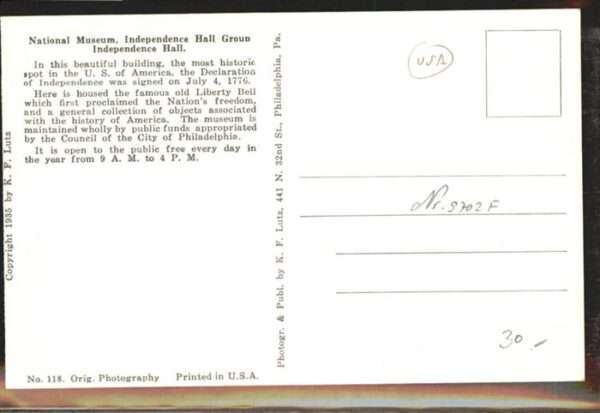 National Museum, Independence Hall Group
Independence Hall.
In this beautiful building, the most historic
spot in the U. S. of America, the Declaration
of Independence was signed on July 4, 1776.
Here is housed the famous old Liberty Bell
which first proclaimed the Nation's freedom,
and a general collection of objects associated
with the history of America. The museum is
maintained wholly by public funds appropriated
by the Council of the City of Philadelphia.
It is open to the public free every day in
the year from 9 A. M. to 4 P. M.
Copyright 1935 by K. F. Lutz
No. 118. Orig. Photography Printed in U.S.A.
Photogr. & Publ. by K. F. Lutz, 441 N. 32nd St., Philadelphia, Pa.
USA
Nr. 9702 F
30.-